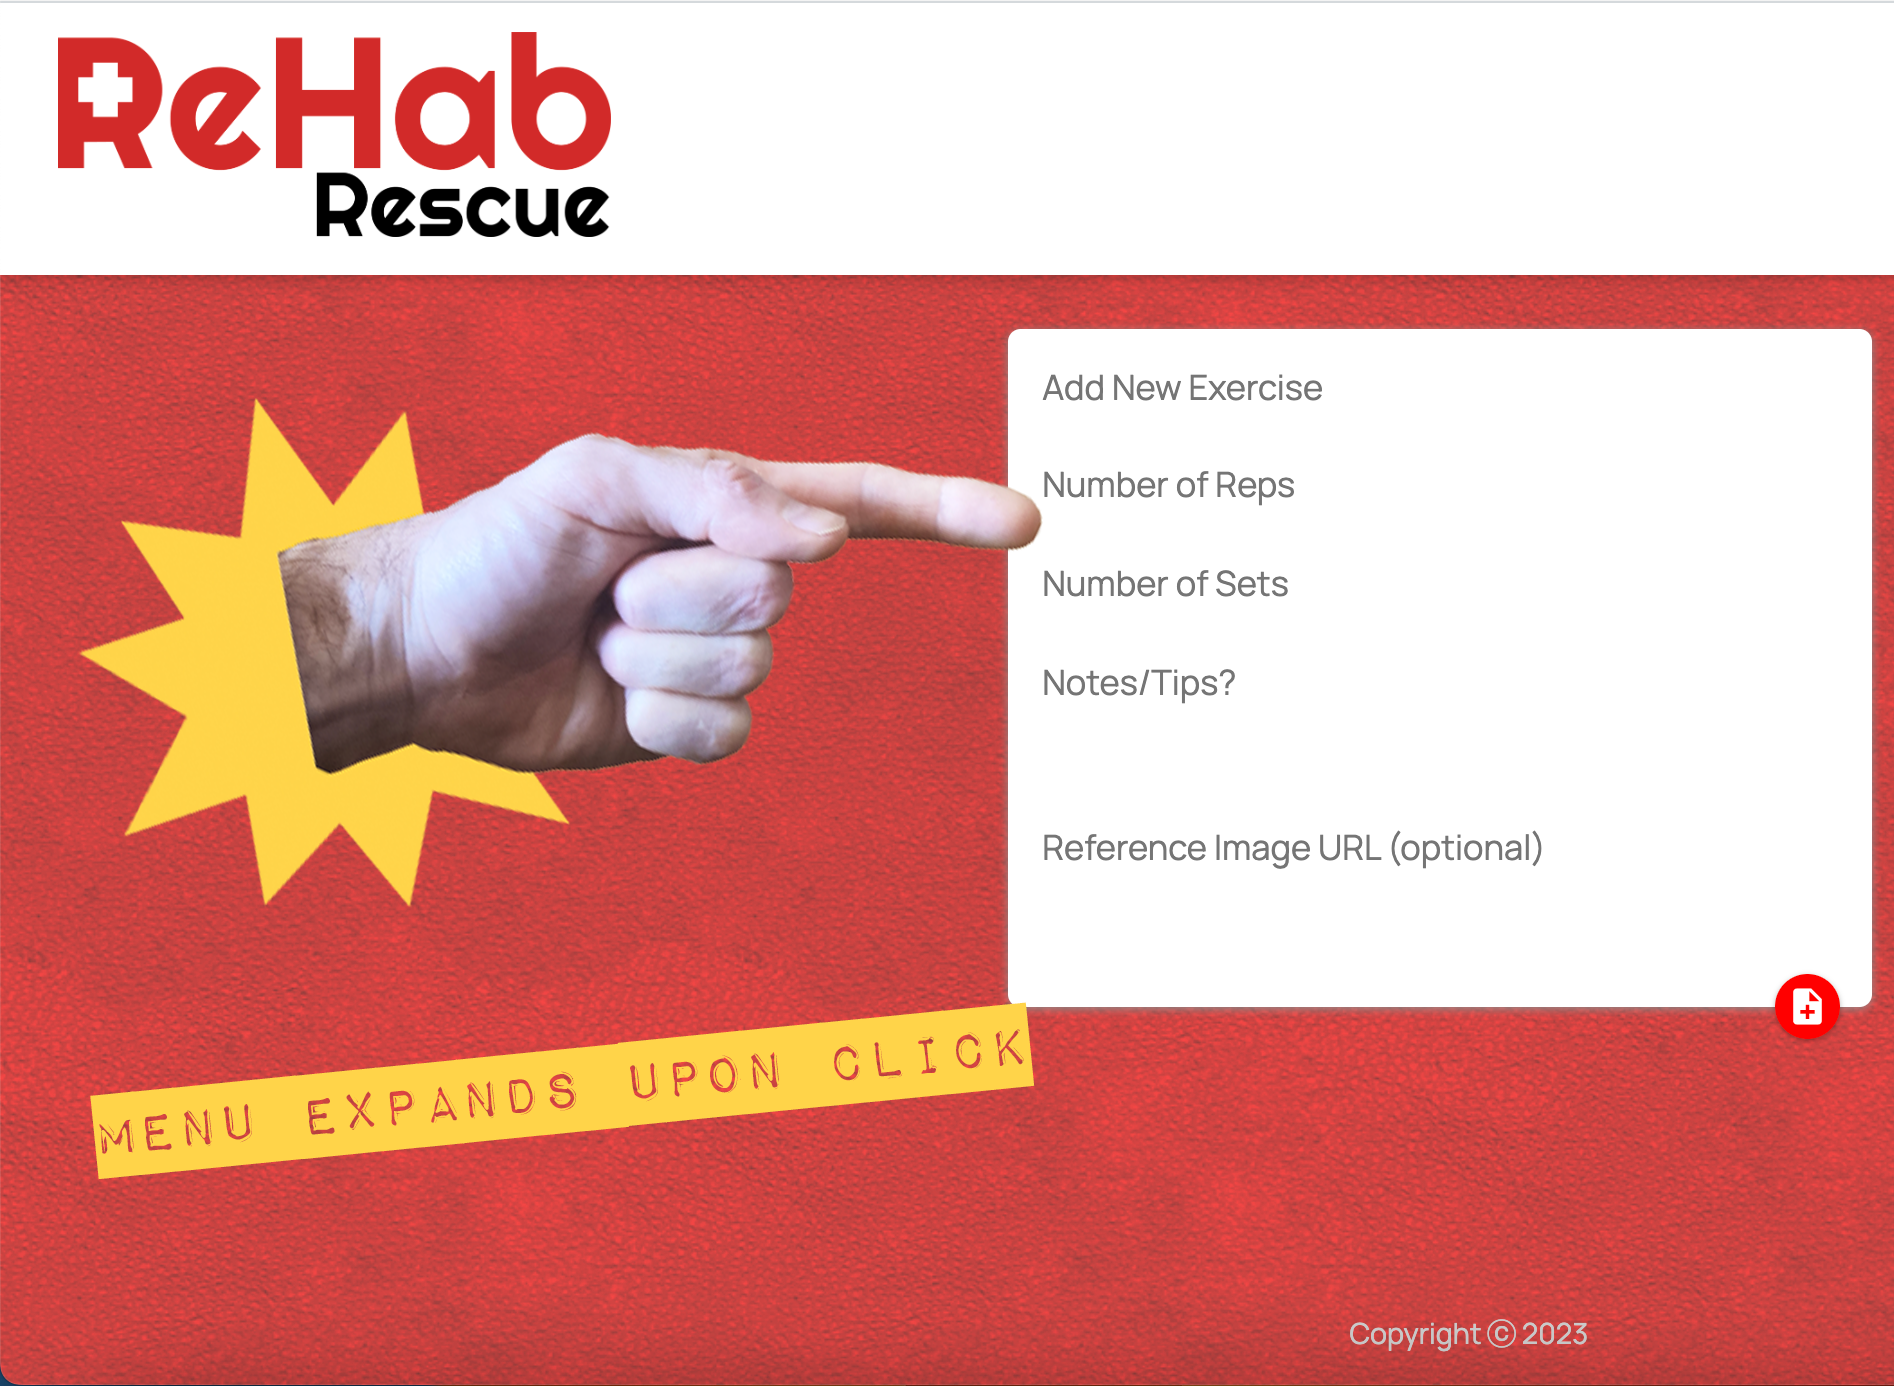 ReHab
Rescue
Add New Exercise
Number of Reps
Number of Sets
Notes/Tips?
Reference Image URL (optional)
MENU EXPANDS UPON CLICK
Copyright ⓒ 2023